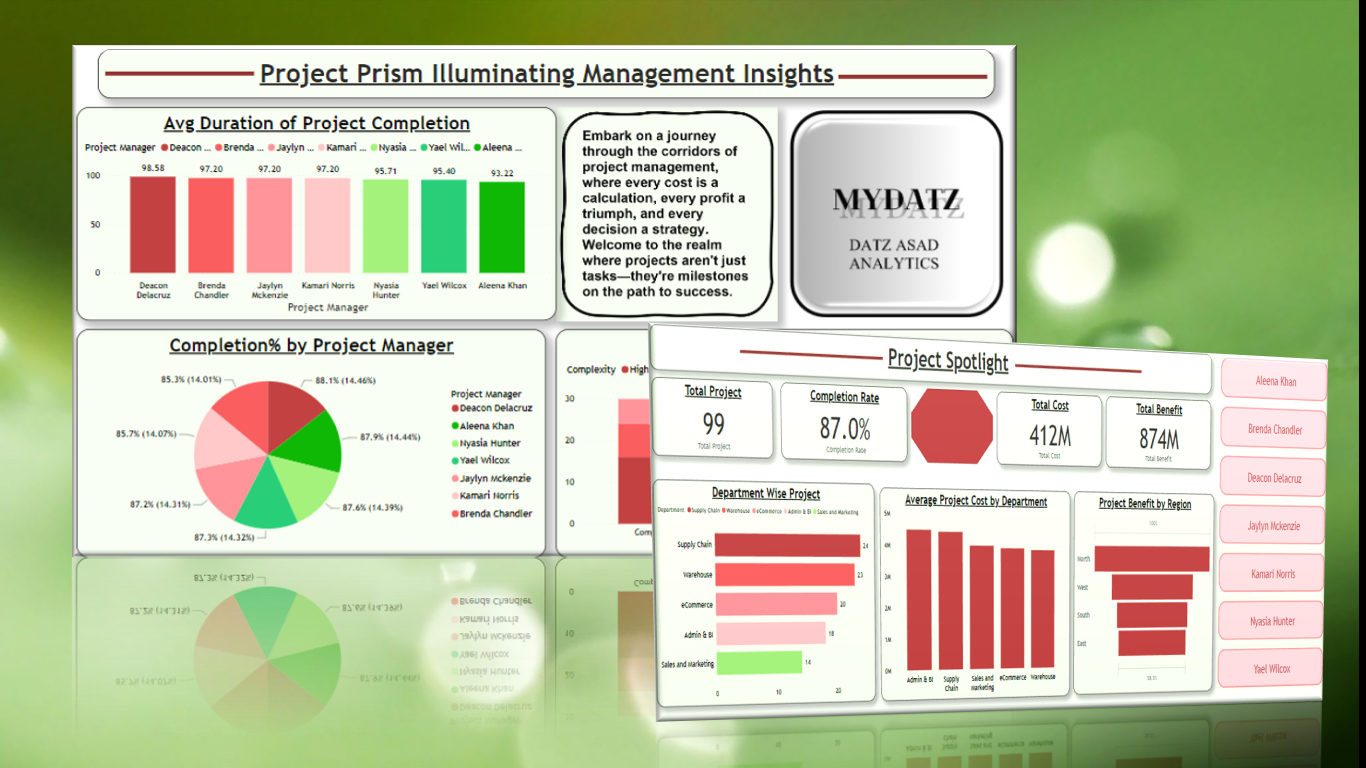 Project Prism Illuminating Management Insights
Avg Duration of Project Completion
Project Manager Deacon ... Brenda ... Jaylyn ... Kamari ... Nyasia ... Yael Wil... Aleena ...
98.58 97.20 97.20 97.20 95.71 95.40 93.22
100
50
0
Deacon Delacruz
Brenda Chandler
Jaylyn Mckenzie
Kamari Norris
Nyasia Hunter
Yael Wilcox
Aleena Khan
Project Manager
Embark on a journey
through the corridors of
project management,
where every cost is a
calculation, every profit a
triumph, and every
decision a strategy.
Welcome to the realm
where projects aren't just
tasks—they're milestones
on the path to success.
MYDATZ
DATZ ASAD
ANALYTICS
Completion% by Project Manager
85.3% (14.01%)
88.1% (14.46%)
85.7% (14.07%)
87.9% (14.44%)
87.2% (14.31%)
87.6% (14.39%)
87.3% (14.32%)
Project Manager
Deacon Delacruz
Aleena Khan
Nyasia Hunter
Yael Wilcox
Jaylyn Mckenzie
Kamari Norris
Brenda Chandler
Complexity High
30
20
10
0
Com
Project Spotlight
Total Project
99
Total Project
Completion Rate
87.0%
Completion Rate
Total Cost
412M
Total Cost
Total Benefit
874M
Total Benefit
Department Wise Project
Department Supply Chain Warehouse eCommerce Admin & BI Sales and Marketing
Supply Chain 24
Warehouse 23
eCommerce 20
Admin & BI 18
Sales and Marketing 14
0 10 20
Average Project Cost by Department
5M
4M
3M
2M
1M
0M
Admin & BI
Supply Chain
Sales and Marketing
eCommerce
Warehouse
Project Benefit by Region
100%
North
West
South
East
Aleena Khan
Brenda Chandler
Deacon Delacruz
Jaylyn Mckenzie
Kamari Norris
Nyasia Hunter
Yael Wilcox